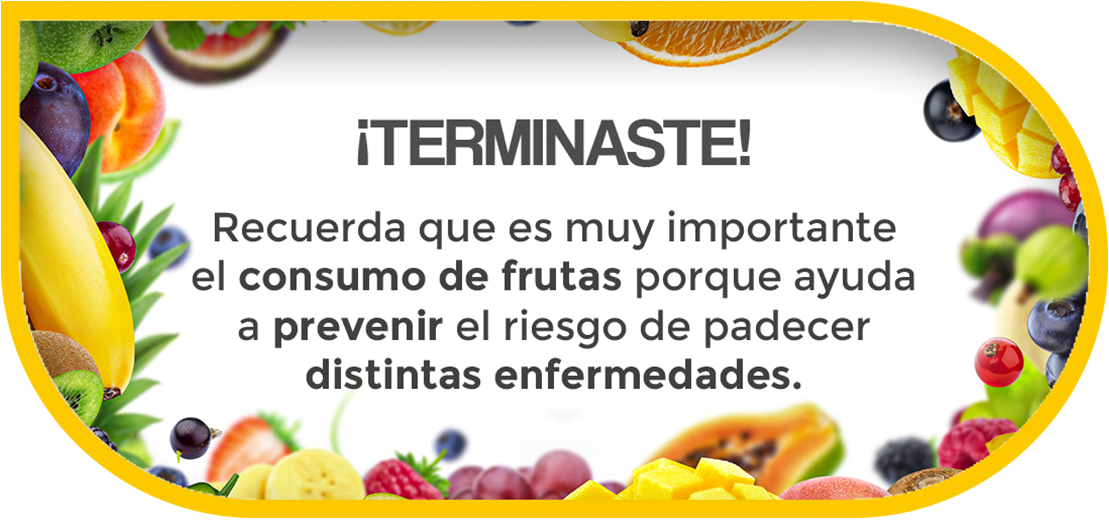 ¡TERMINASTE!
Recuerda que es muy importante
el consumo de frutas porque ayuda
a prevenir el riesgo de padecer
distintas enfermedades.